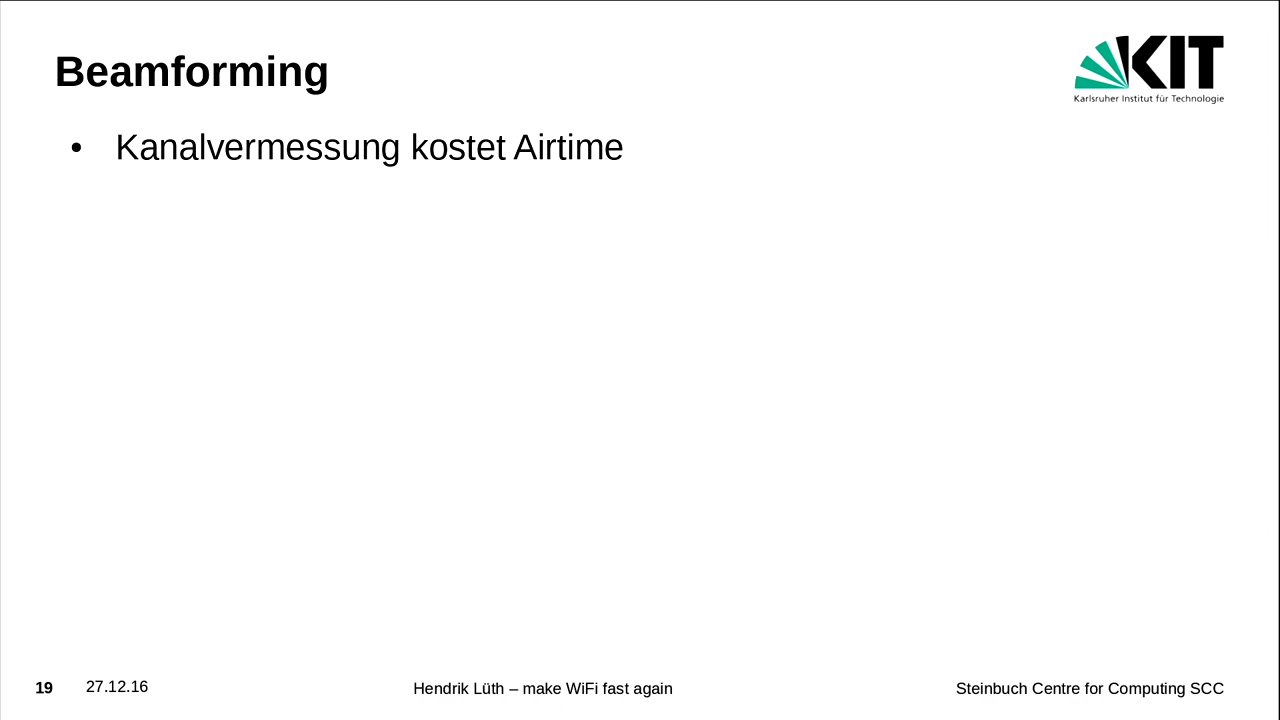 Beamforming
KIT
Karlsruher Institut für Technologie
• Kanalvermessung kostet Airtime
19 27.12.16 Hendrik Lüth – make WiFi fast again Steinbuch Centre for Computing SCC